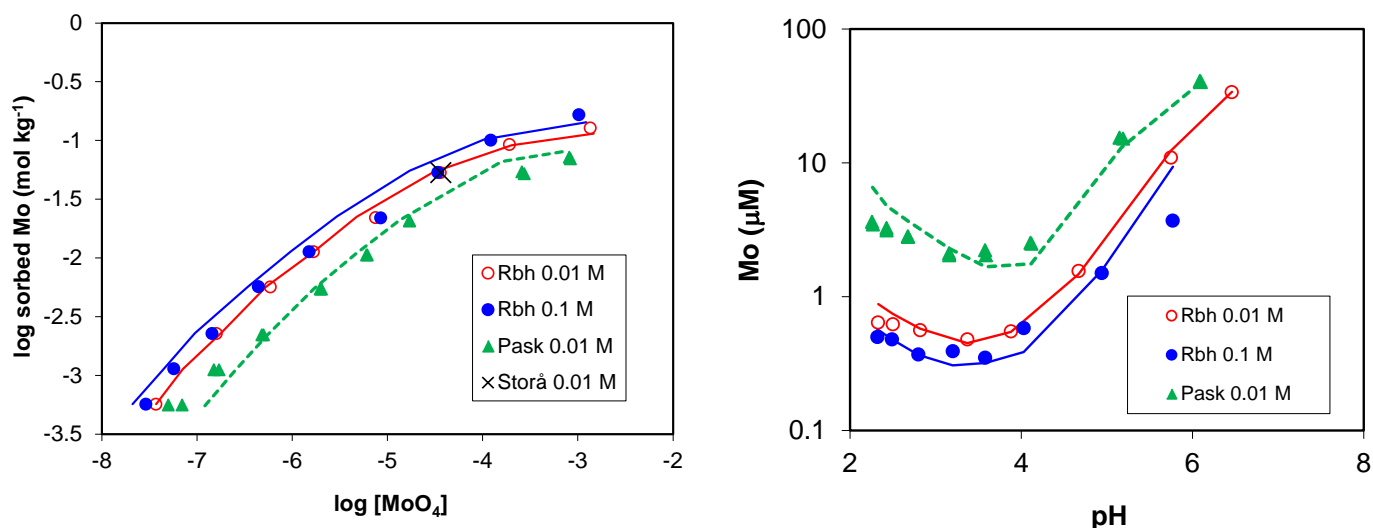 0
-0.5
-1
-1.5
-2
-2.5
-3
-3.5
log sorbed Mo (mol kg⁻¹)
Rbh 0.01 M
Rbh 0.1 M
Pask 0.01 M
Storå 0.01 M
-8 -7 -6 -5 -4 -3 -2
log [MoO₄]
100
10
1
0.1
Mo (μM)
Rbh 0.01 M
Rbh 0.1 M
Pask 0.01 M
2 4 6 8
pH